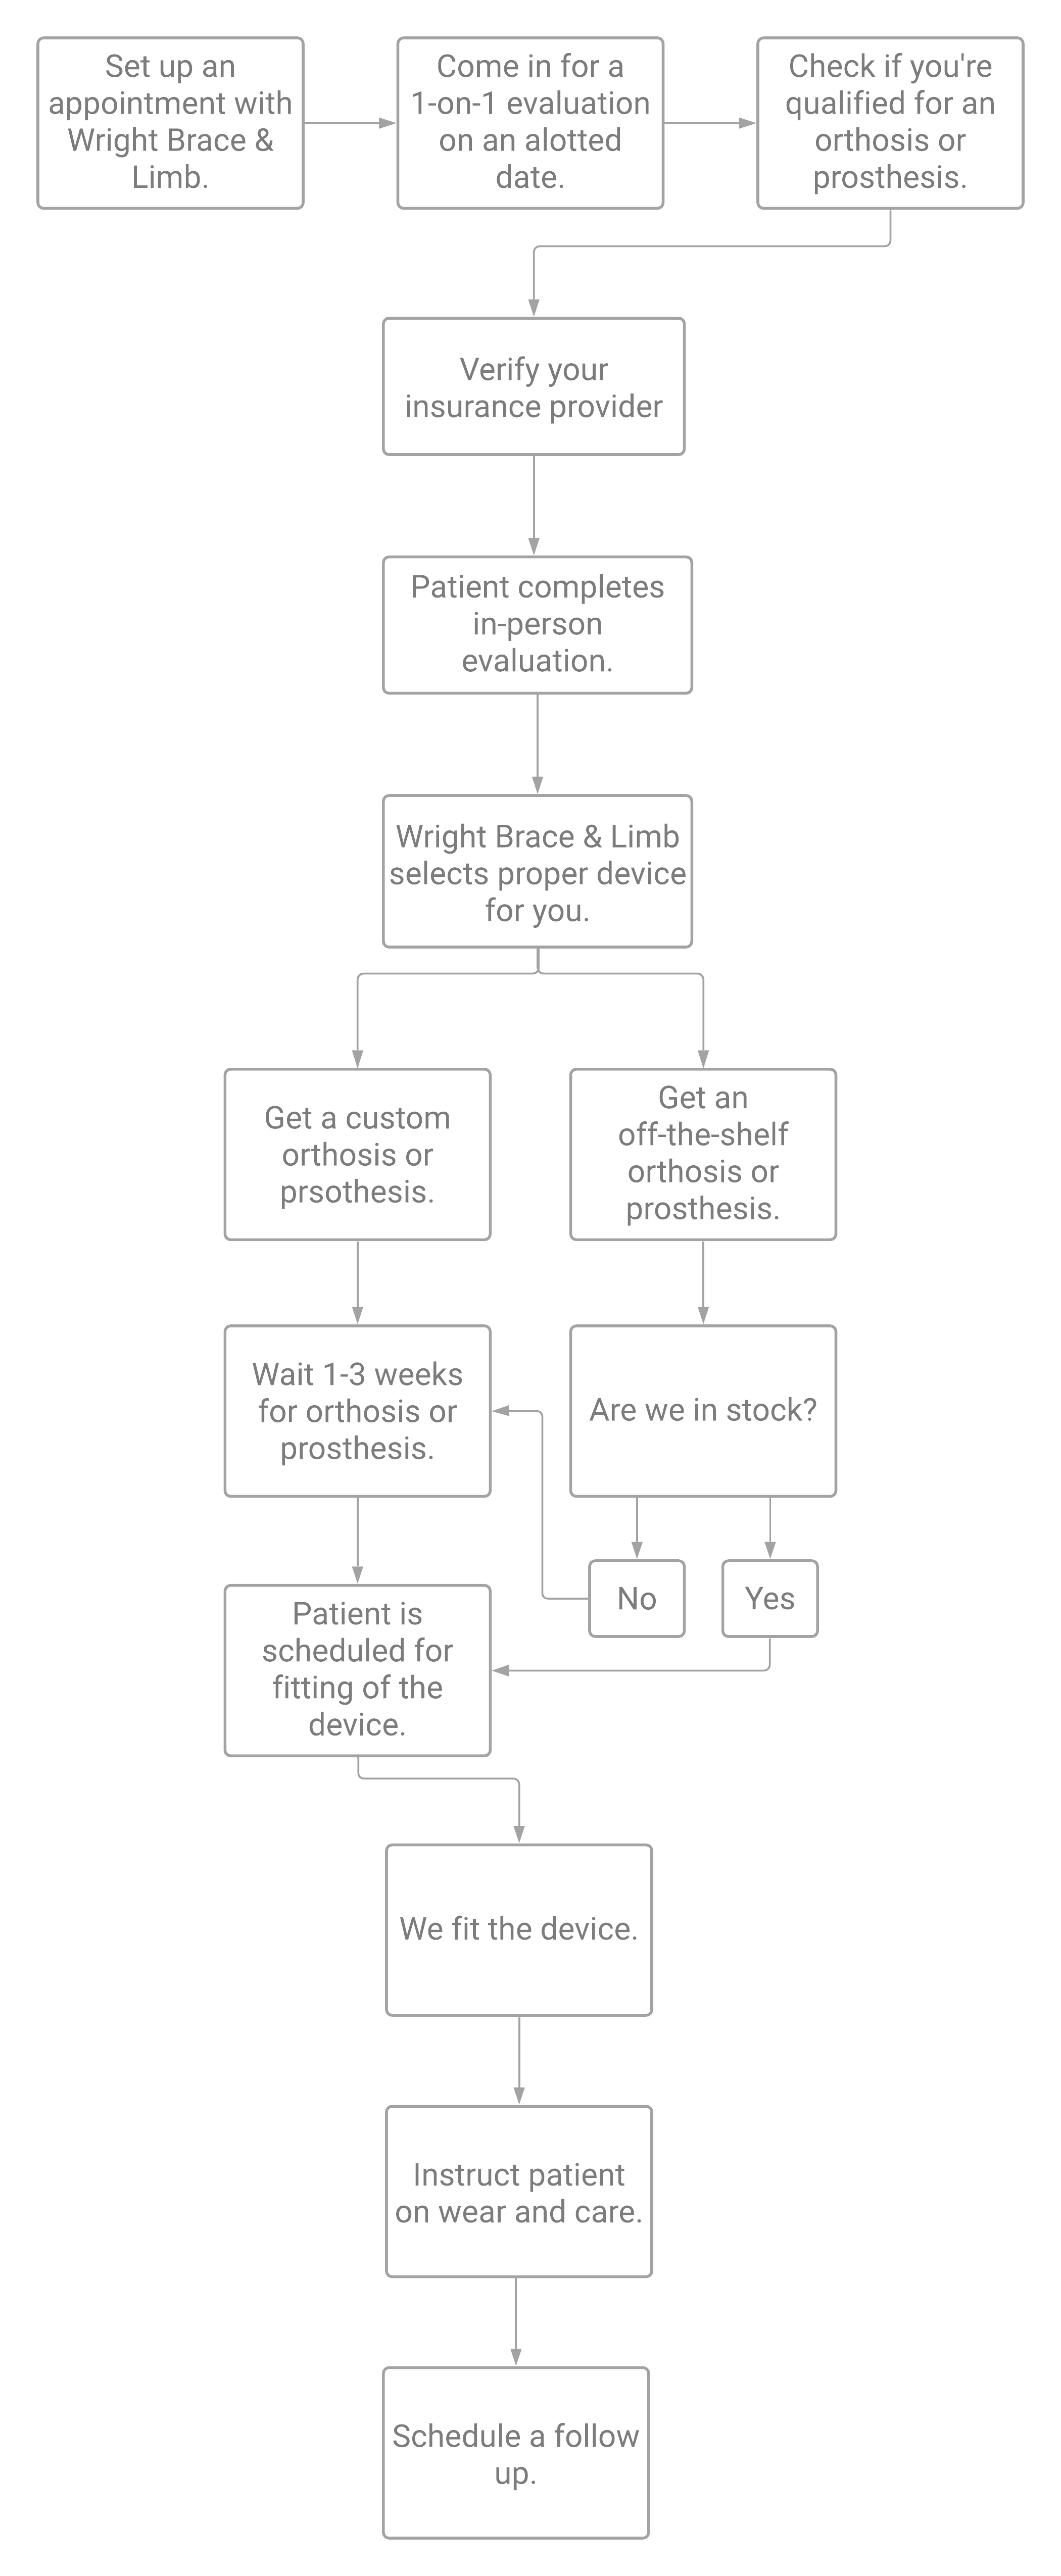 Set up an
appointment with
Wright Brace &
Limb.
Come in for a
1-on-1 evaluation
on an alotted
date.
Check if you're
qualified for an
orthosis or
prosthesis.
Verify your
insurance provider
Patient completes
in-person
evaluation.
Wright Brace & Limb
selects proper device
for you.
Get a custom
orthosis or
prsothesis.
Get an
off-the-shelf
orthosis or
prosthesis.
Wait 1-3 weeks
for orthosis or
prosthesis.
Are we in stock?
No
Yes
Patient is
scheduled for
fitting of the
device.
We fit the device.
Instruct patient
on wear and care.
Schedule a follow
up.